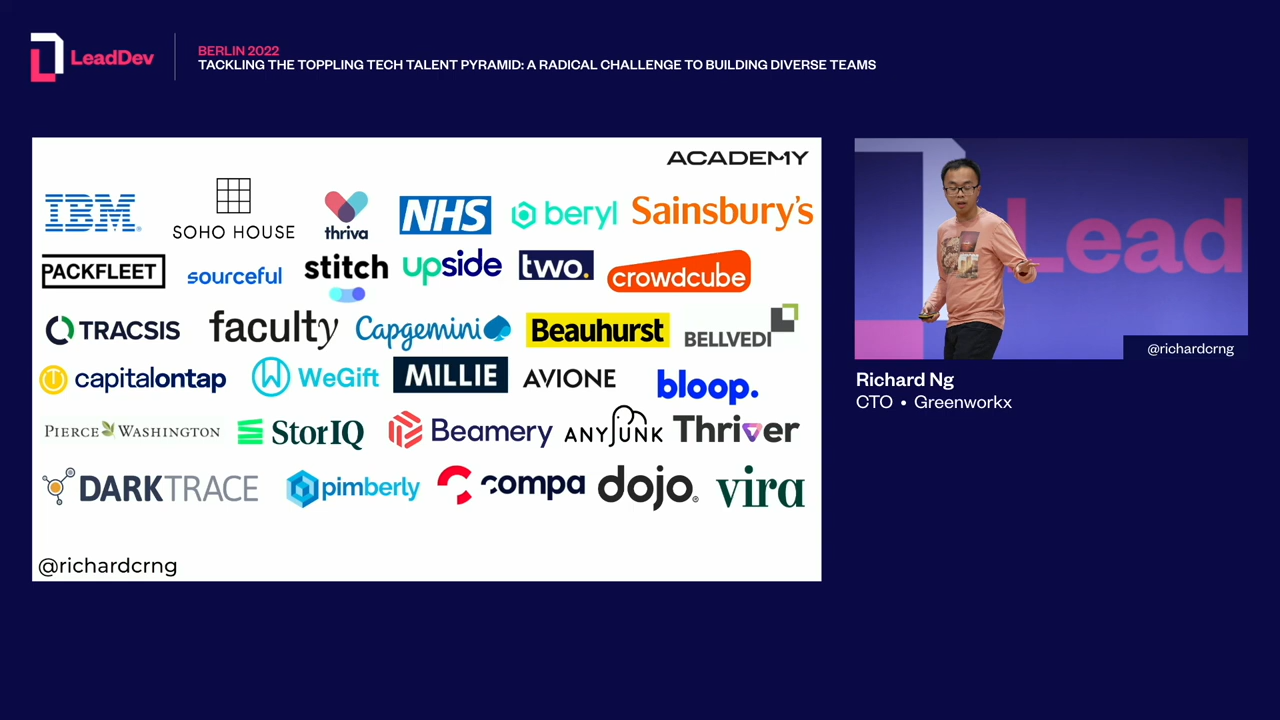 LeadDev
BERLIN 2022
TACKLING THE TOPPLING TECH TALENT PYRAMID: A RADICAL CHALLENGE TO BUILDING DIVERSE TEAMS
ACADEMY
IBM
SOHO HOUSE
thriva
NHS
beryl
Sainsbury's
PACKFLEET
sourceful
stitch
upside
two.
crowdcube
TRACSIS
faculty
Capgemini
Beauhurst
BELLVEDI
capitalontap
WeGift
MILLIE
AVIONE
bloop.
PIERCE WASHINGTON
StorIQ
Beamery
ANYJUNK
Thriver
DARKTRACE
pimberly
compa
dojo
vira
@richardcrng
Lead
@richardcrng
Richard Ng
CTO • Greenworkx